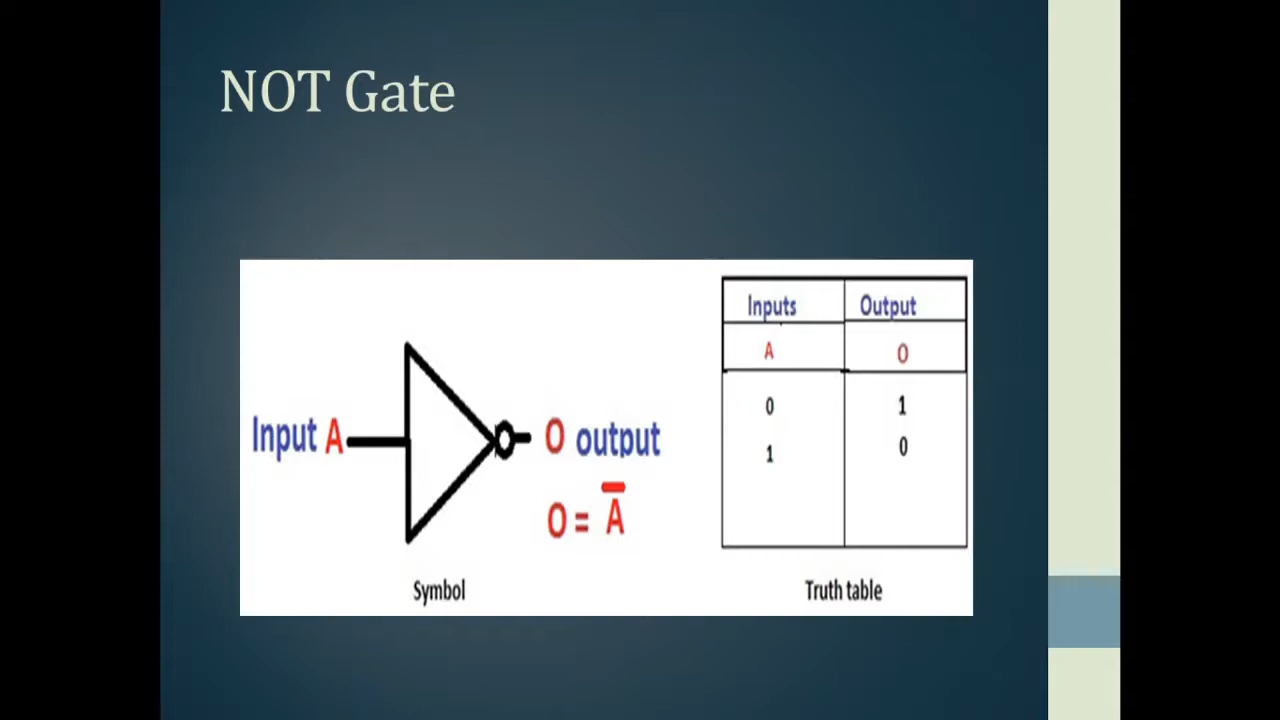 NOT Gate
Input A
O output
O = A̅
Symbol
Inputs Output
A O
0 1
1 0
Truth table